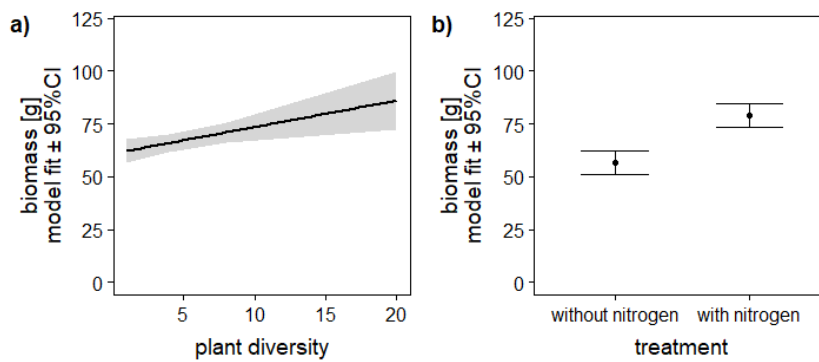 a)
biomass [g]
model fit ± 95%CI
125
100
75
50
25
0
5
10
15
20
plant diversity
b)
biomass [g]
model fit ± 95%CI
125
100
75
50
25
0
without nitrogen
with nitrogen
treatment